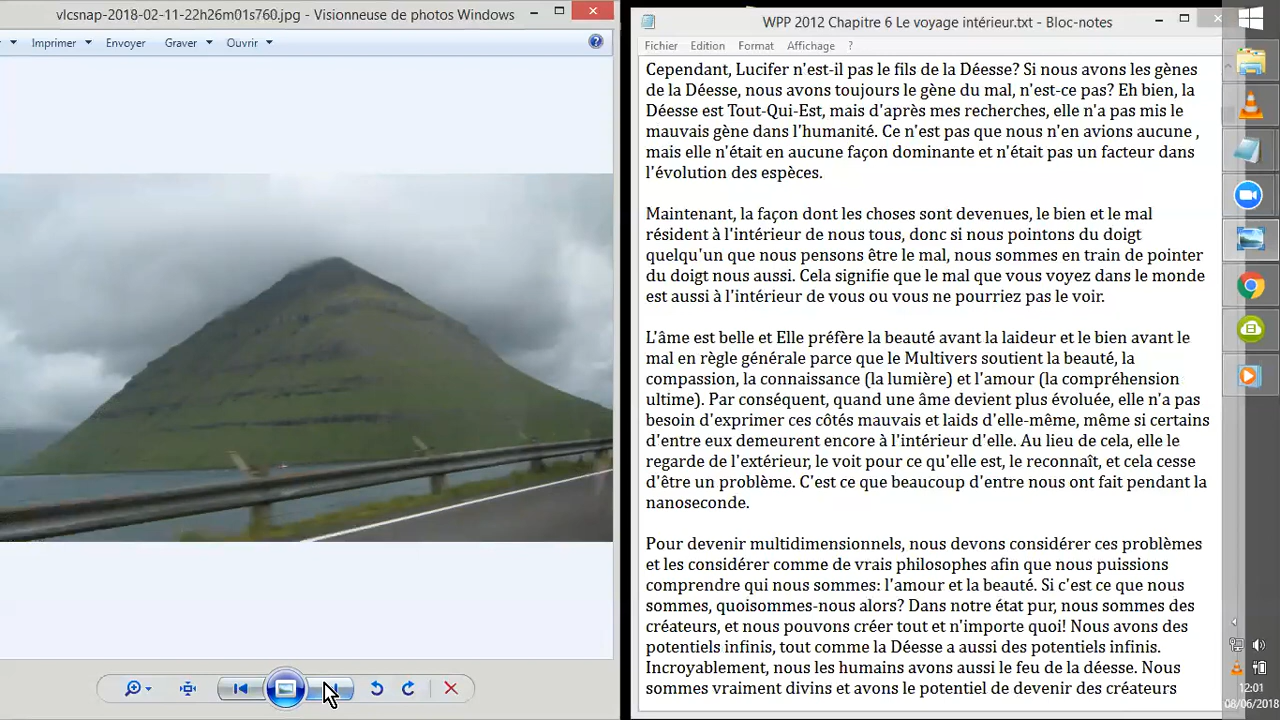 vlcsnap-2018-02-11-22h26m01s760.jpg - Visionneuse de photos Windows
Imprimer Envoyer Graver Ouvrir
WPP 2012 Chapitre 6 Le voyage intérieur.txt - Bloc-notes
Fichier Edition Format Affichage ?
Cependant, Lucifer n'est-il pas le fils de la Déesse? Si nous avons les gènes
de la Déesse, nous avons toujours le gène du mal, n'est-ce pas? Eh bien, la
Déesse est Tout-Qui-Est, mais d'après mes recherches, elle n'a pas mis le
mauvais gène dans l'humanité. Ce n'est pas que nous n'en avions aucune ,
mais elle n'était en aucune façon dominante et n'était pas un facteur dans
l'évolution des espèces.
Maintenant, la façon dont les choses sont devenues, le bien et le mal
résident à l'intérieur de nous tous, donc si nous pointons du doigt
quelqu'un que nous pensons être le mal, nous sommes en train de pointer
du doigt nous aussi. Cela signifie que le mal que vous voyez dans le monde
est aussi à l'intérieur de vous ou vous ne pourriez pas le voir.
L'âme est belle et Elle préfère la beauté avant la laideur et le bien avant le
mal en règle générale parce que le Multivers soutient la beauté, la
compassion, la connaissance (la lumière) et l'amour (la compréhension
ultime). Par conséquent, quand une âme devient plus évoluée, elle n'a pas
besoin d'exprimer ces côtés mauvais et laids d'elle-même, même si certains
d'entre eux demeurent encore à l'intérieur d'elle. Au lieu de cela, elle le
regarde de l'extérieur, le voit pour ce qu'elle est, le reconnaît, et cela cesse
d'être un problème. C'est ce que beaucoup d'entre nous ont fait pendant la
nanoseconde.
Pour devenir multidimensionnels, nous devons considérer ces problèmes
et les considérer comme de vrais philosophes afin que nous puissions
comprendre qui nous sommes: l'amour et la beauté. Si c'est ce que nous
sommes, quoisommes-nous alors? Dans notre état pur, nous sommes des
créateurs, et nous pouvons créer tout et n'importe quoi! Nous avons des
potentiels infinis, tout comme la Déesse a aussi des potentiels infinis.
Incroyablement, nous les humains avons aussi le feu de la déesse. Nous
sommes vraiment divins et avons le potentiel de devenir des créateurs
12:01
08/06/2018